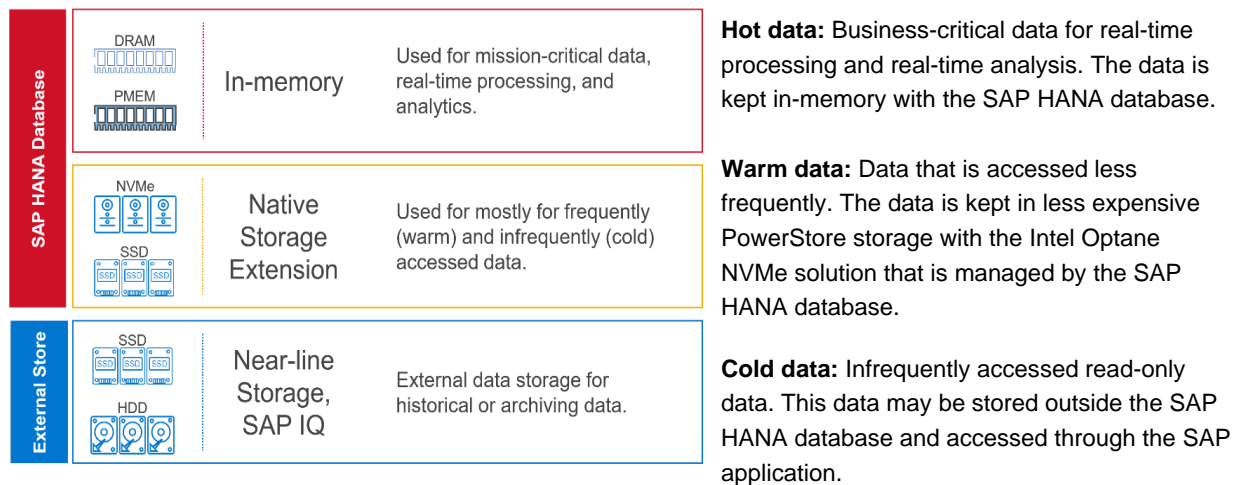 SAP HANA Database
DRAM
PMEM
In-memory
Used for mission-critical data,
real-time processing, and
analytics.
NVMe
SSD
SSD SSD SSD
Native
Storage
Extension
Used for mostly for frequently
(warm) and infrequently (cold)
accessed data.
External Store
SSD
SSD SSD SSD
HDD
Near-line
Storage,
SAP IQ
External data storage for
historical or archiving data.
Hot data: Business-critical data for real-time
processing and real-time analysis. The data is
kept in-memory with the SAP HANA database.
Warm data: Data that is accessed less
frequently. The data is kept in less expensive
PowerStore storage with the Intel Optane
NVMe solution that is managed by the SAP
HANA database.
Cold data: Infrequently accessed read-only
data. This data may be stored outside the SAP
HANA database and accessed through the SAP
application.